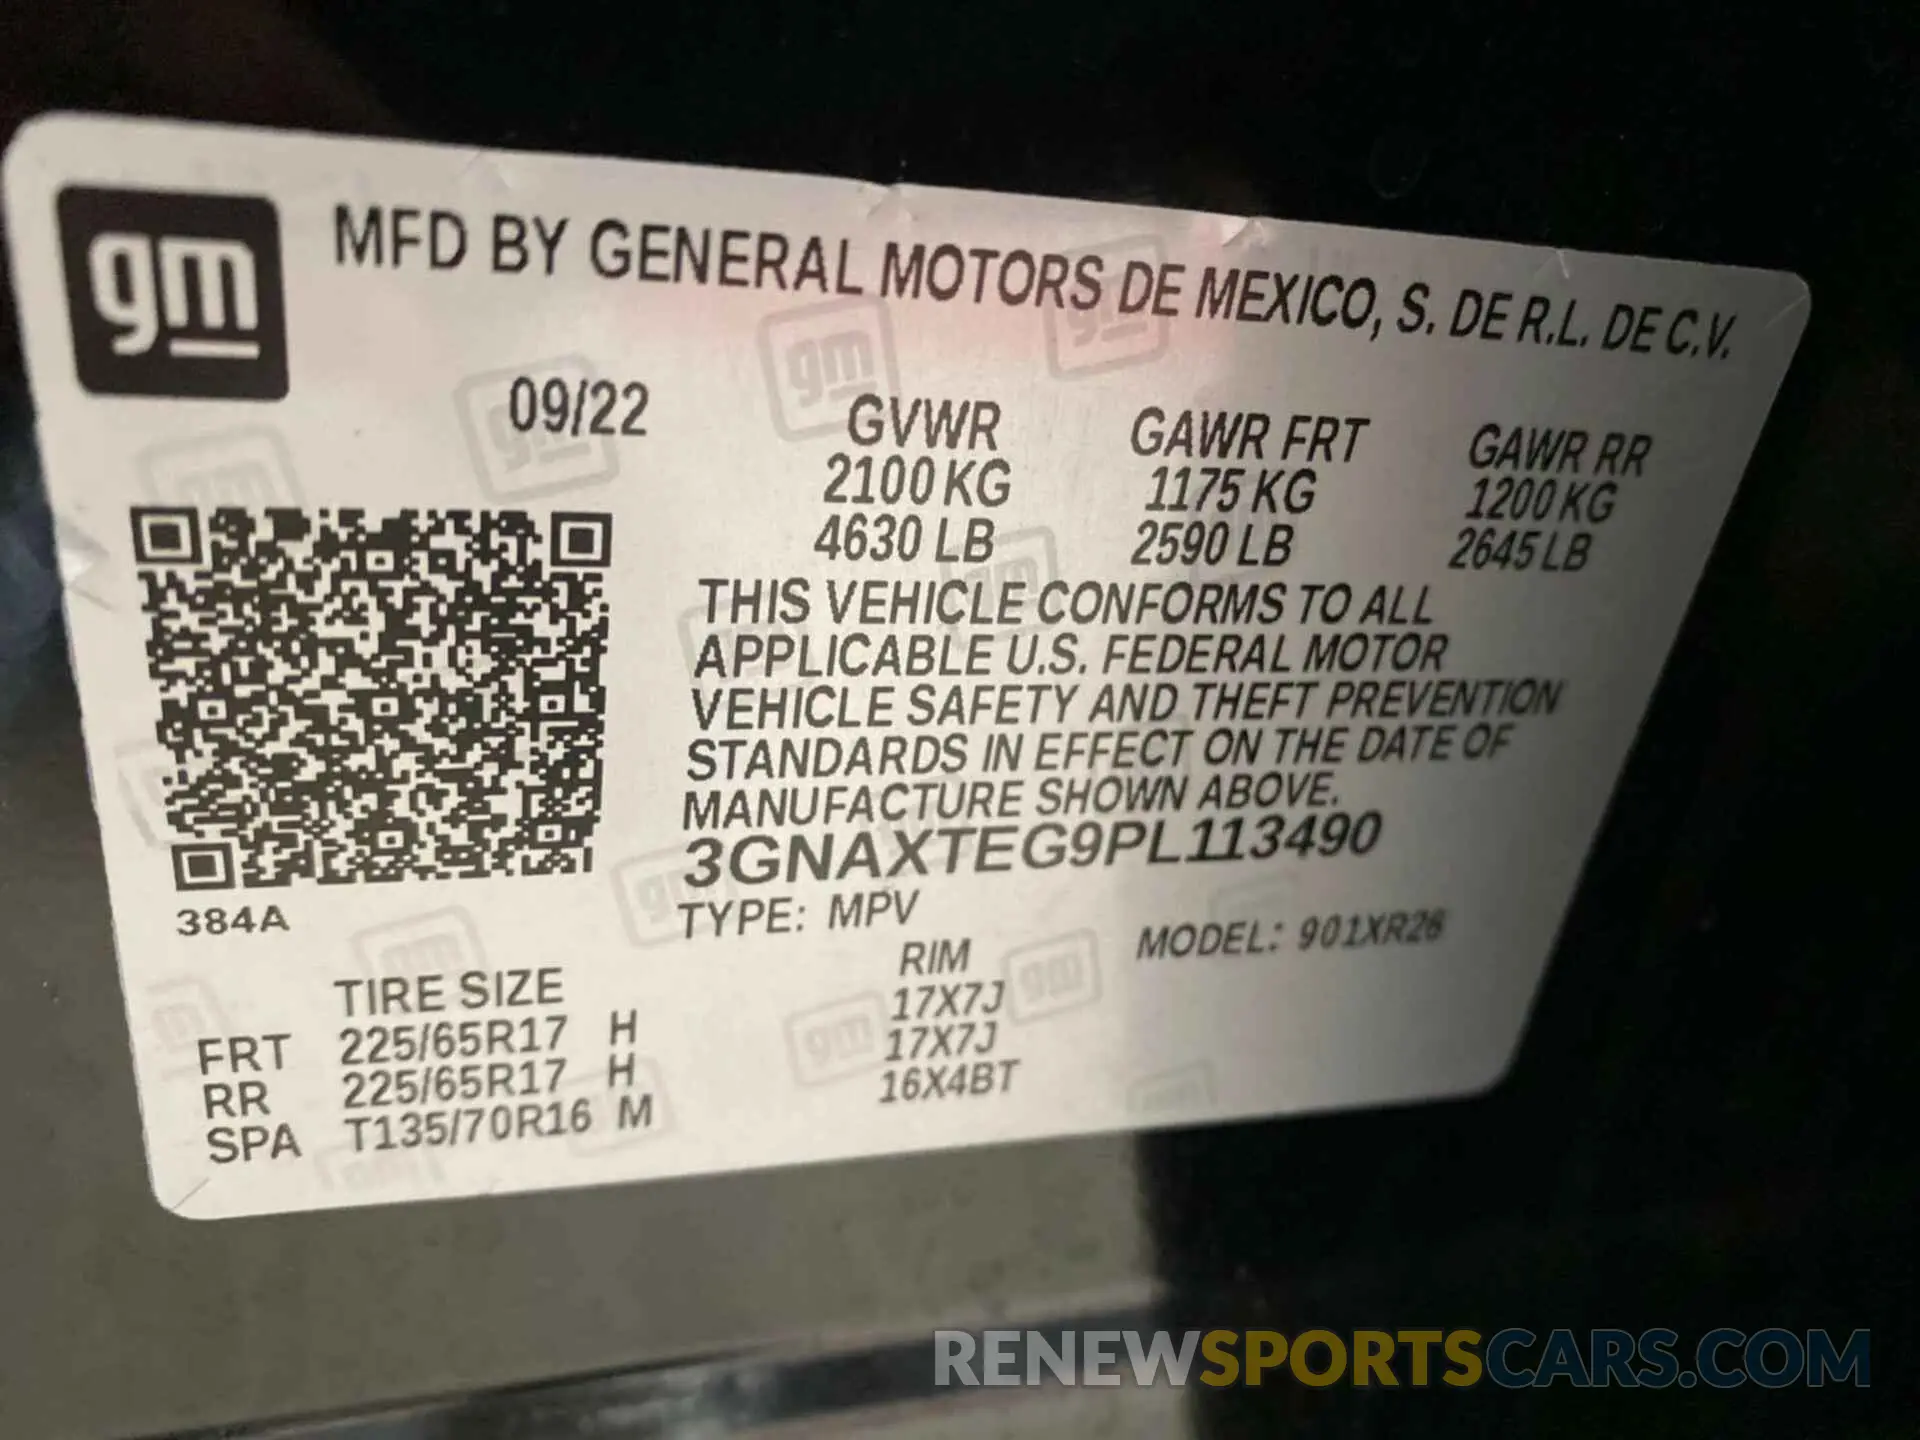 gm
MFD BY GENERAL MOTORS DE MEXICO, S. DE R.L. DE C.V.
09/22
GVWR GAWR FRT GAWR RR
2100 KG 1175 KG 1200 KG
4630 LB 2590 LB 2645 LB
THIS VEHICLE CONFORMS TO ALL
APPLICABLE U.S. FEDERAL MOTOR
VEHICLE SAFETY AND THEFT PREVENTION
STANDARDS IN EFFECT ON THE DATE OF
MANUFACTURE SHOWN ABOVE.
3GNAXTEG9PL113490
384A
TYPE: MPV MODEL: 901XR26
TIRE SIZE RIM
FRT 225/65R17 H 17X7J
RR 225/65R17 H 17X7J
SPA T135/70R16 M 16X4BT
RENEWSPORTSCARS.COM